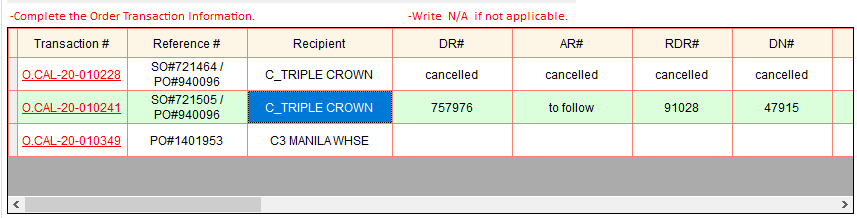 -Complete the Order Transaction Information. -Write N/A if not applicable.
Transaction # Reference # Recipient DR# AR# RDR# DN#
O.CAL-20-010228 SO#721464 / PO#940096 C_TRIPLE CROWN cancelled cancelled cancelled cancelled
O.CAL-20-010241 SO#721505 / PO#940096 C_TRIPLE CROWN 757976 to follow 91028 47915
O.CAL-20-010349 PO#1401953 C3 MANILA WHSE